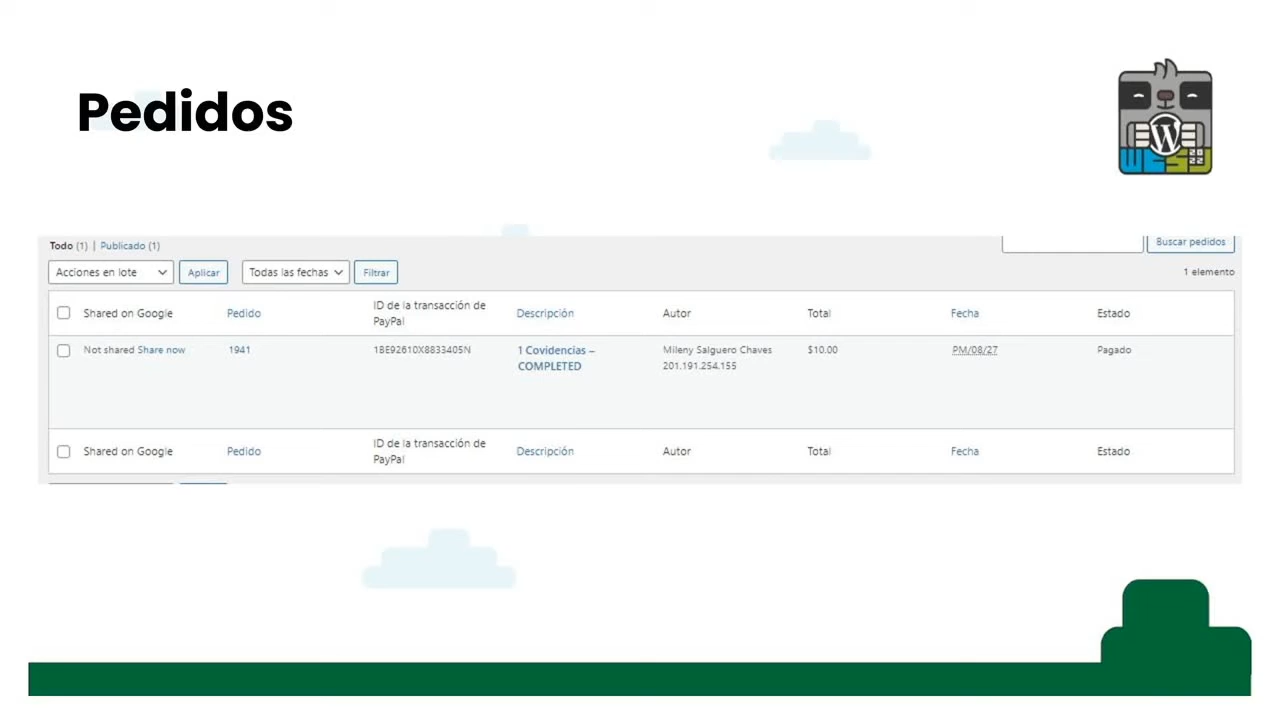 Pedidos
WESJ 2022
Todo (1) | Publicado (1)
Buscar pedidos
Acciones en lote Aplicar Todas las fechas Filtrar
1 elemento
Shared on Google Pedido ID de la transacción de PayPal Descripción Autor Total Fecha Estado
Not shared Share now 1941 1BE92610X8833405N 1 Covidencias – Mileny Salguero Chaves $10.00 PM/08/27 Pagado
COMPLETED 201.191.254.155
Shared on Google Pedido ID de la transacción de PayPal Descripción Autor Total Fecha Estado